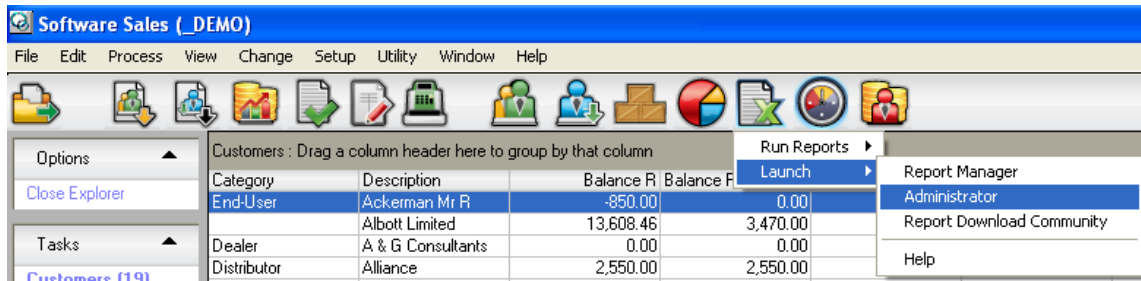 Software Sales (_DEMO)
File Edit Process View Change Setup Utility Window Help
Options
Close Explorer
Tasks
Customers (19)
Customers : Drag a column header here to group by that column
Category Description Balance R Balance F
End-User Ackerman Mr R -850.00 0.00
Albott Limited 13,608.46 3,470.00
Dealer A & G Consultants 0.00 0.00
Distributor Alliance 2,550.00 2,550.00
Run Reports
Launch
Report Manager
Administrator
Report Download Community
Help